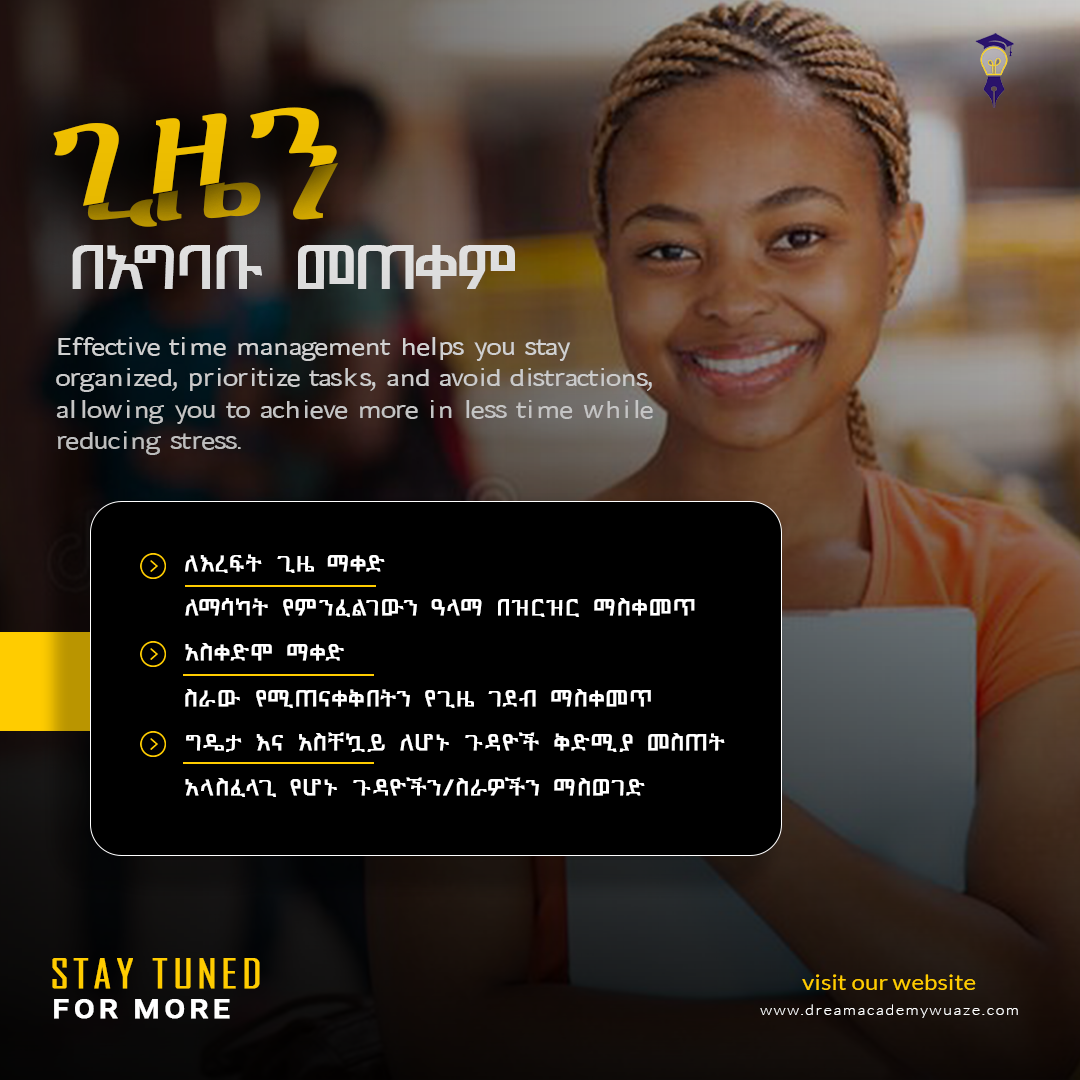 ጊዜን
በአግባቡ መጠቀም
Effective time management helps you stay
organized, prioritize tasks, and avoid distractions,
allowing you to achieve more in less time while
reducing stress.
ለእረፍት ጊዜ ማቀድ
ለማሳካት የምንፈልገውን ዓላማ በዝርዝር ማስቀመጥ
አስቀድሞ ማቀድ
ስራው የሚጠናቀቅበትን የጊዜ ገደብ ማስቀመጥ
ግዴታ እና አስቸኳይ ለሆኑ ጉዳዮች ቅድሚያ መስጠት
አላስፈላጊ የሆኑ ጉዳዮችን/ስራዎችን ማስወገድ
STAY TUNED
FOR MORE
visit our website
www.dreamacademywuaze.com